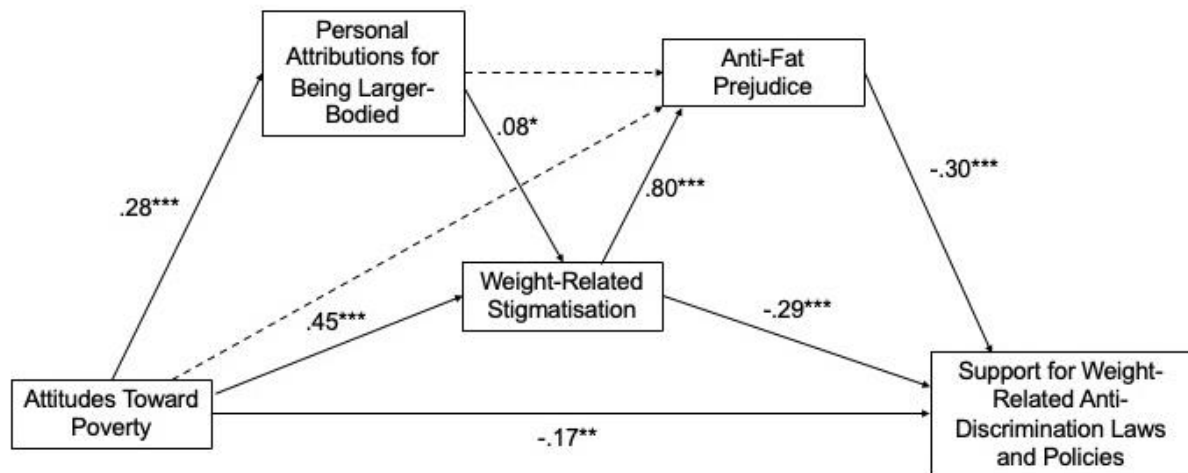 Personal
Attributions for
Being Larger-
Bodied
Anti-Fat
Prejudice
.08*
-.30***
.80***
.28***
Weight-Related
Stigmatisation
.45***
-.29***
Attitudes Toward
Poverty
Support for Weight-
Related Anti-
Discrimination Laws
and Policies
-.17**